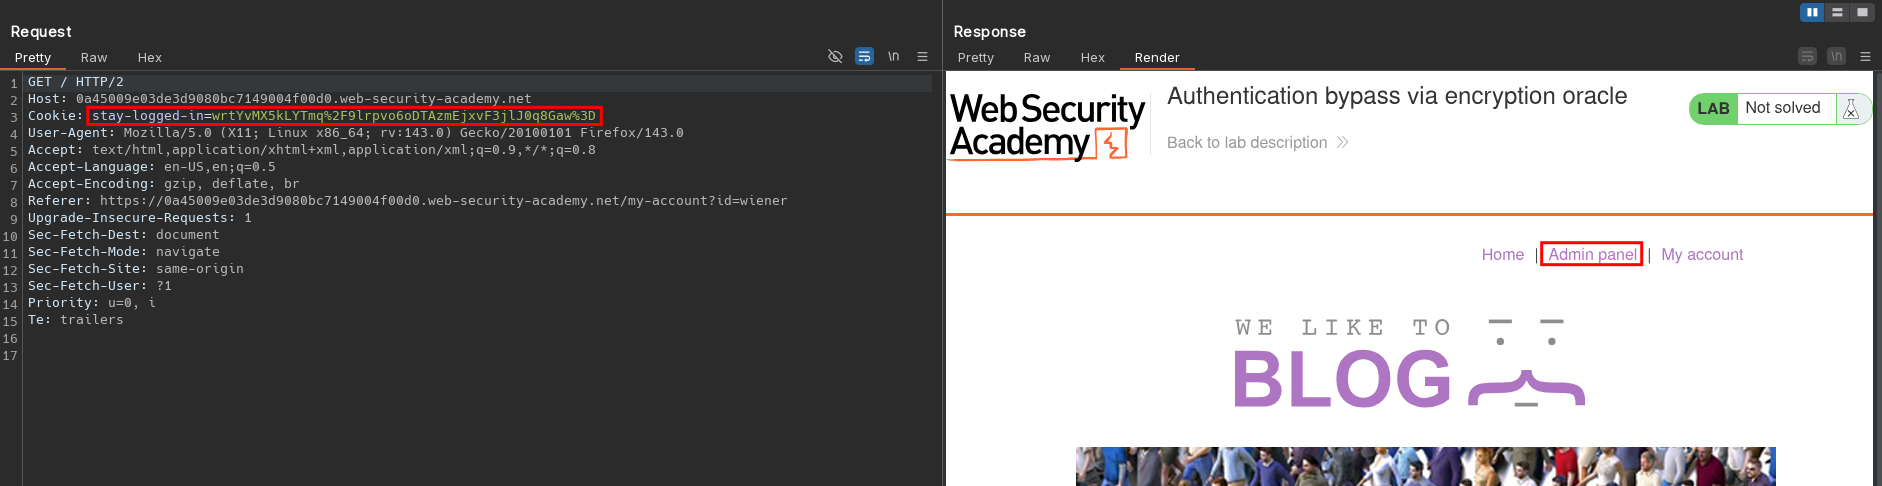 Request
Pretty Raw Hex
\n
1 GET / HTTP/2
2 Host: 0a45009e03de3d9080bc7149004f00d0.web-security-academy.net
3 Cookie: stay-logged-in=wrtYvMX5kLYTmq%2F9lrpvo6oDTAzmEjxvF3jlJ0q8Gaw%3D
4 User-Agent: Mozilla/5.0 (X11; Linux x86_64; rv:143.0) Gecko/20100101 Firefox/143.0
5 Accept: text/html,application/xhtml+xml,application/xml;q=0.9,*/*;q=0.8
6 Accept-Language: en-US,en;q=0.5
7 Accept-Encoding: gzip, deflate, br
8 Referer: https://0a45009e03de3d9080bc7149004f00d0.web-security-academy.net/my-account?id=wiener
9 Upgrade-Insecure-Requests: 1
10 Sec-Fetch-Dest: document
11 Sec-Fetch-Mode: navigate
12 Sec-Fetch-Site: same-origin
13 Sec-Fetch-User: ?1
14 Priority: u=0, i
15 Te: trailers
16
17
Response
Pretty Raw Hex Render
\n
Web Security
Academy
Authentication bypass via encryption oracle
Back to lab description
LAB Not solved
Home | Admin panel | My account
WE LIKE TO
BLOG